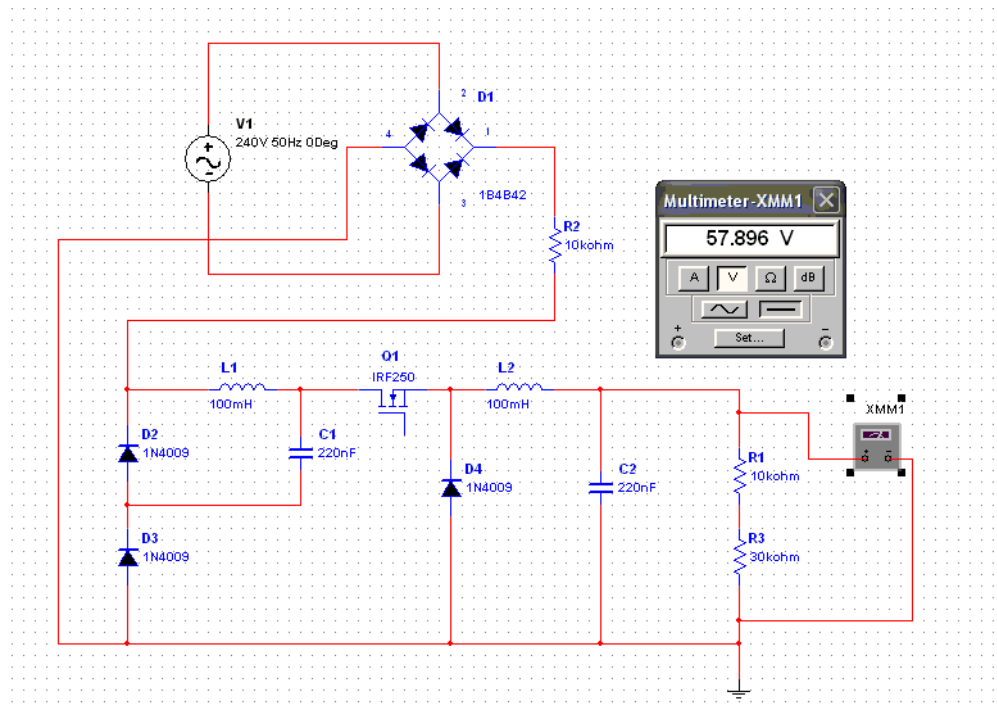 V1
240V 50Hz 0Deg
2
D1
4
1
3
1B4B42
R2
10kohm
Multimeter-XMM1
57.896 V
A
V
Ω
dB
+
Set...
-
L1
100mH
Q1
IRF250
L2
100mH
XMM1
D2
1N4009
C1
220nF
D4
1N4009
C2
220nF
R1
10kohm
D3
1N4009
R3
30kohm